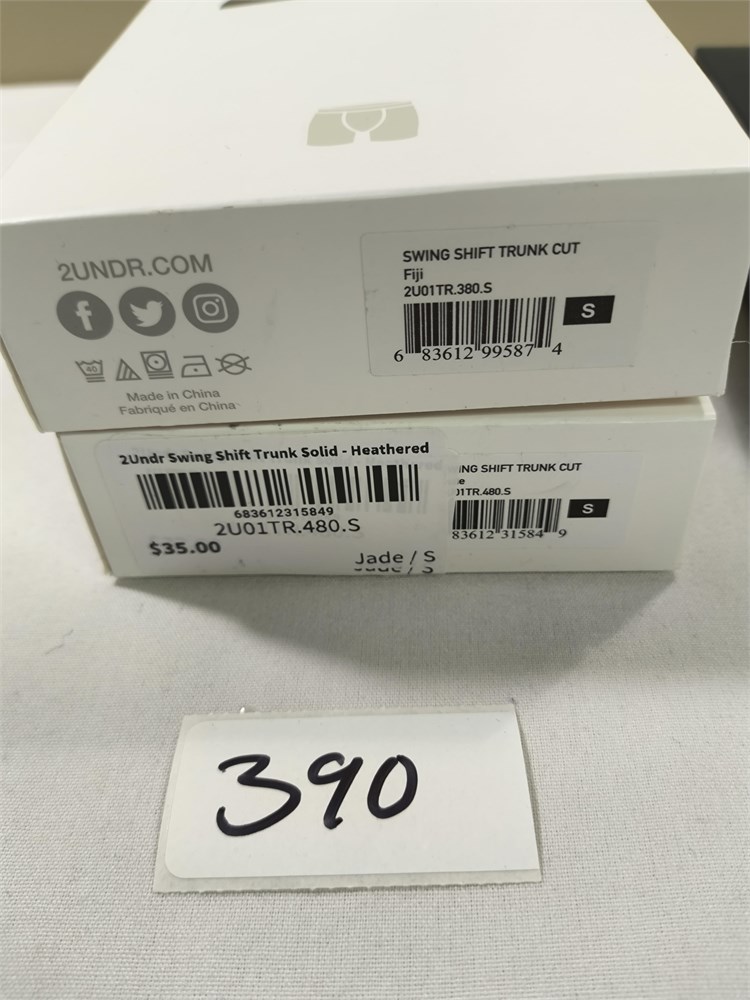 2UNDR.COM
40
Made in China
Fabriqué en China
SWING SHIFT TRUNK CUT
Fiji
2U01TR.380.S
S
6 83612 99587 4
2Undr Swing Shift Trunk Solid - Heathered
683612315849
2U01TR.480.S
$35.00
Jade / S
Jade / S
ING SHIFT TRUNK CUT
e
01TR.480.S
S
83612 31584 9
390